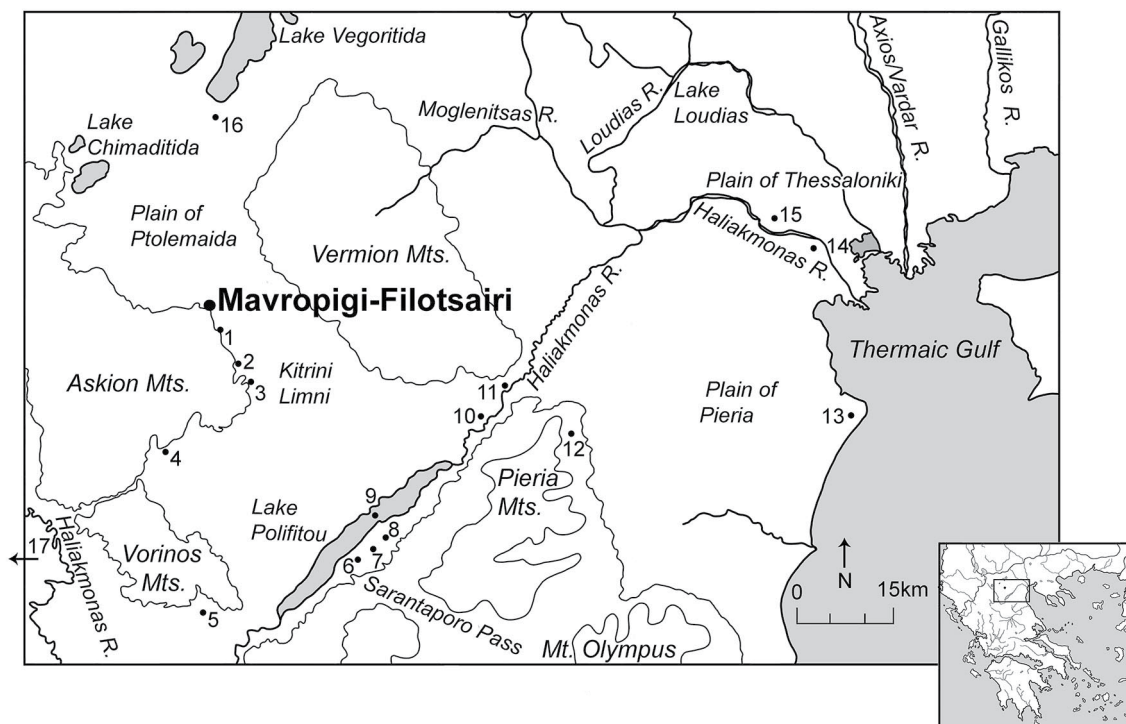 Lake Vegoritida
16
Lake
Chimaditida
Moglenitsas R.
Loudias R.
Lake
Loudias
Axios/Vardar R.
Gallikos R.
Plain of
Ptolemaida
Vermion Mts.
Plain of Thessaloniki
15
Haliakmonas R.
14
Mavropigi-Filotsairi
1
2
3
Kitrini
Limni
Askion Mts.
4
Haliakmonas R.
11
10
12
Thermaic Gulf
Plain of
Pieria
13
Pieria
Mts.
Lake
Polifitou
9
8
7
6
Sarantaporo Pass
17
Haliakmonas R.
Vorinos
Mts.
5
Mt. Olympus
N
0
15km